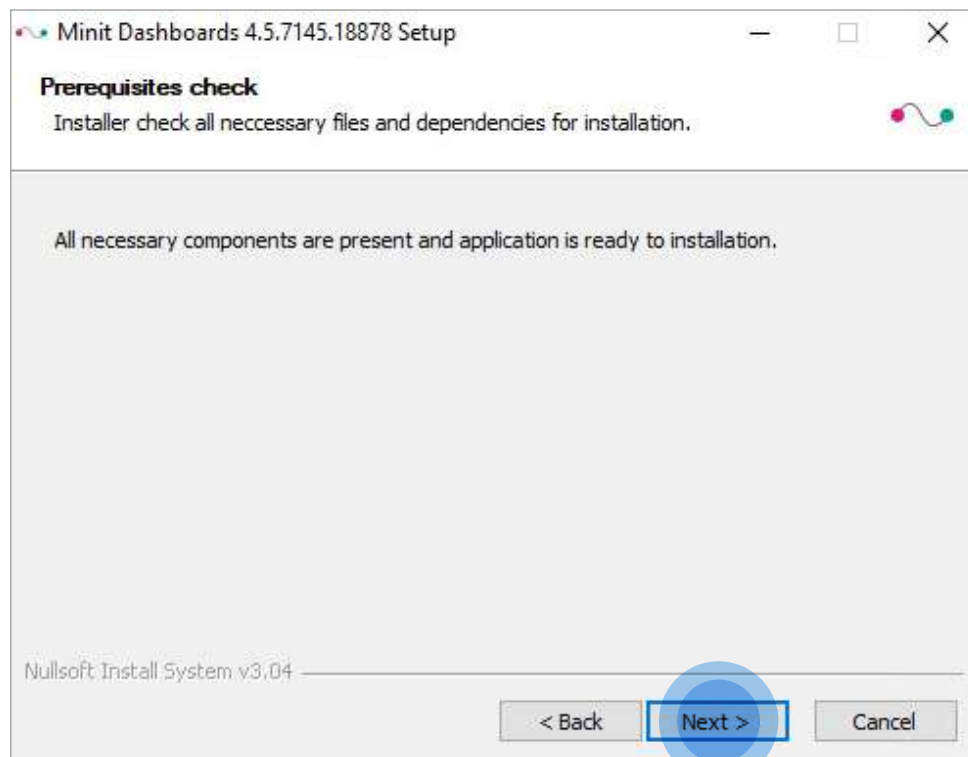 Minit Dashboards 4.5.7145.18878 Setup
Prerequisites check
Installer check all neccessary files and dependencies for installation.
All necessary components are present and application is ready to installation.
Nullsoft Install System v3.04
< Back Next > Cancel